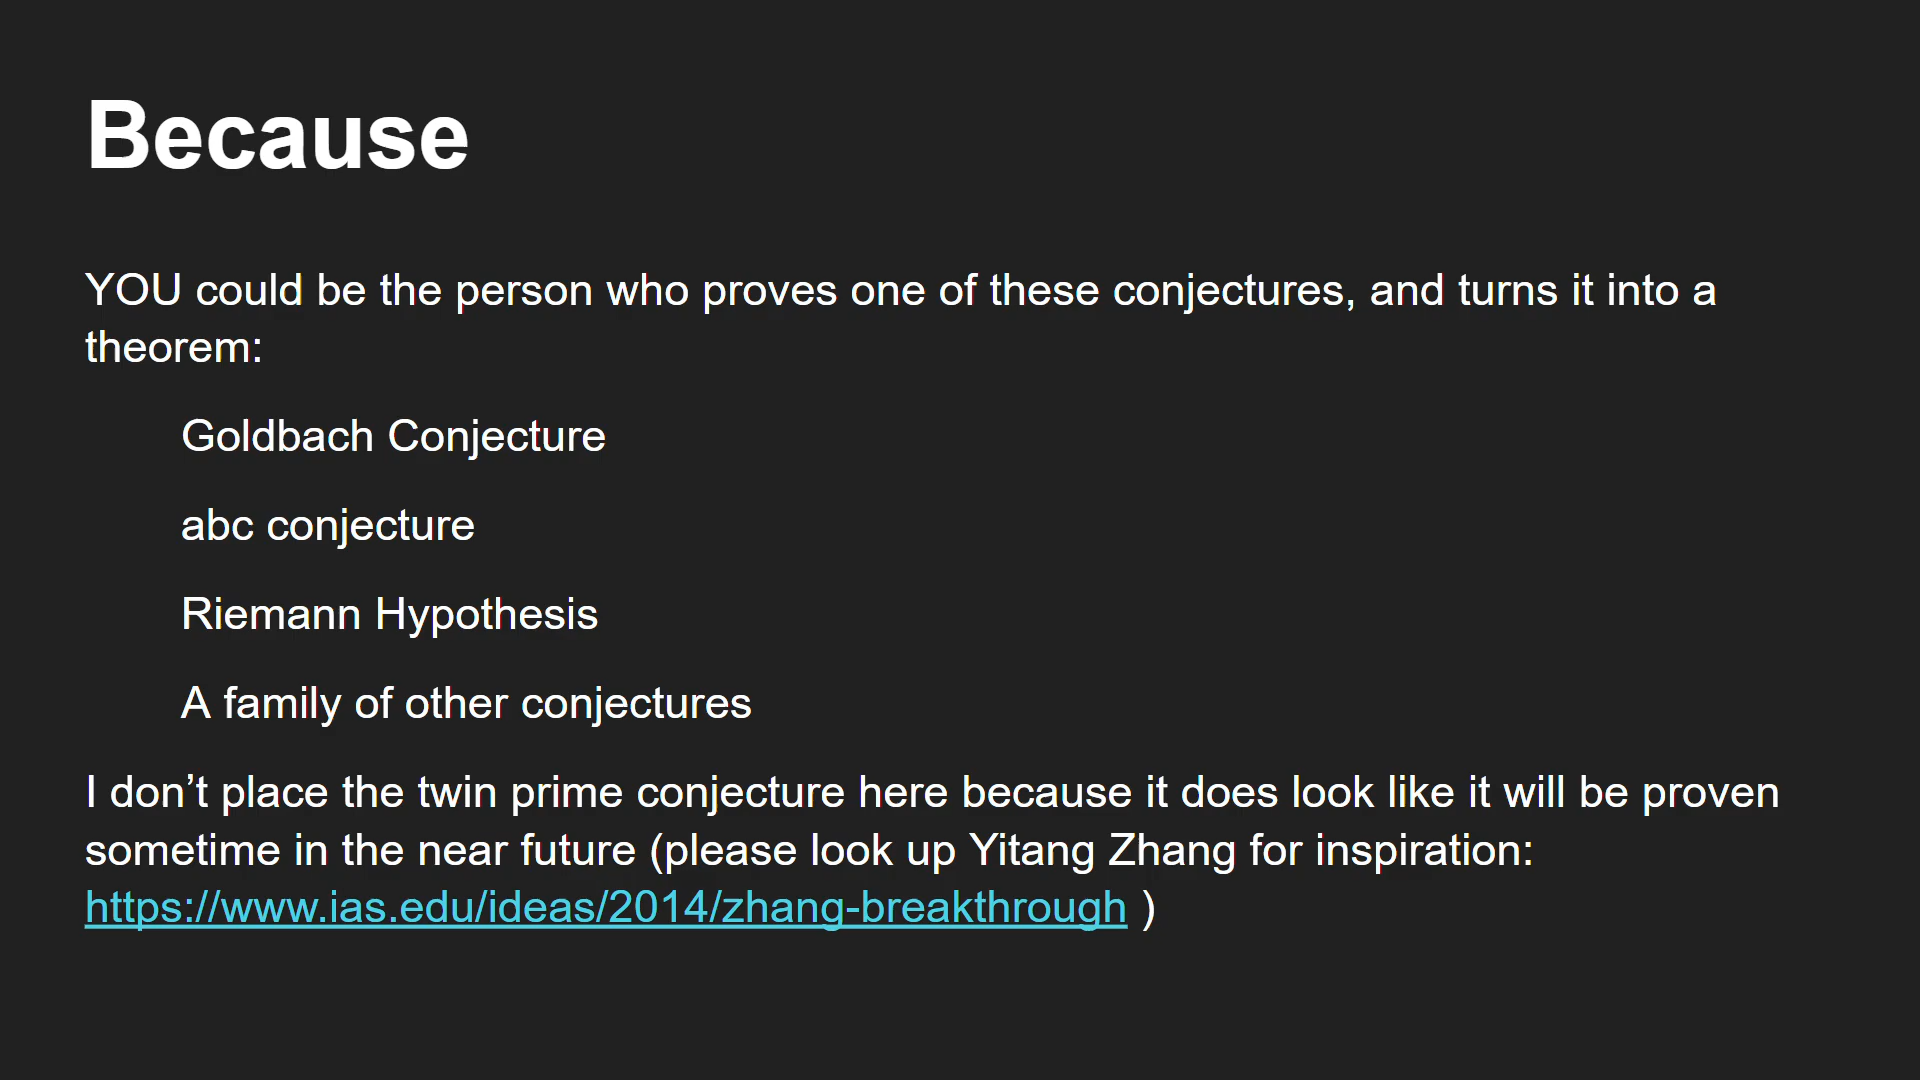 Because
YOU could be the person who proves one of these conjectures, and turns it into a
theorem:
Goldbach Conjecture
abc conjecture
Riemann Hypothesis
A family of other conjectures
I don’t place the twin prime conjecture here because it does look like it will be proven
sometime in the near future (please look up Yitang Zhang for inspiration:
https://www.ias.edu/ideas/2014/zhang-breakthrough )